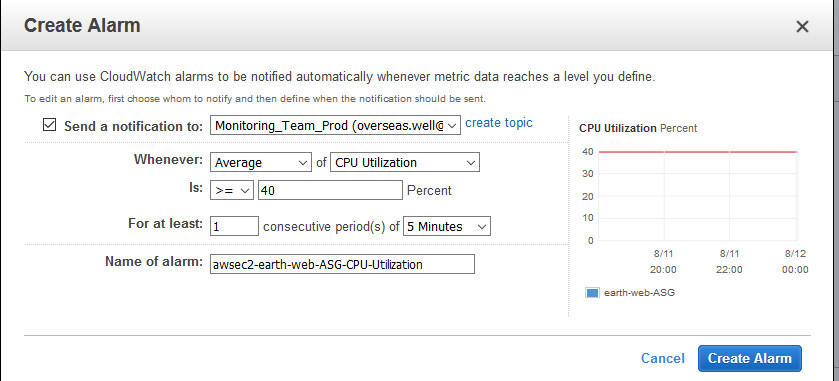 Create Alarm
You can use CloudWatch alarms to be notified automatically whenever metric data reaches a level you define.
To edit an alarm, first choose whom to notify and then define when the notification should be sent.
Send a notification to: Monitoring_Team_Prod (overseas.well@ create topic
Whenever: Average of CPU Utilization
Is: >= 40 Percent
For at least: 1 consecutive period(s) of 5 Minutes
Name of alarm: awsec2-earth-web-ASG-CPU-Utilization
CPU Utilization Percent
40
30
20
10
0
8/11 8/11 8/12
20:00 22:00 00:00
earth-web-ASG
Cancel Create Alarm